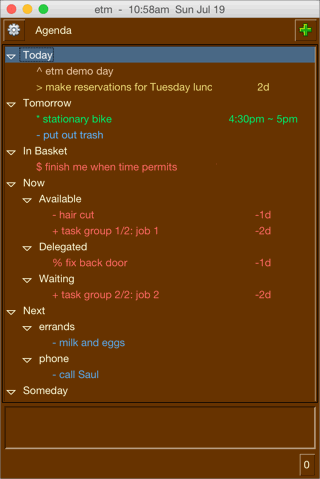 etm - 10:58am Sun Jul 19
Agenda
Today
^ etm demo day
> make reservations for Tuesday lunc 2d
Tomorrow
* stationary bike 4:30pm ~ 5pm
- put out trash
In Basket
$ finish me when time permits
Now
Available
- hair cut -1d
+ task group 1/2: job 1 -2d
Delegated
% fix back door -1d
Waiting
+ task group 2/2: job 2 -2d
Next
errands
- milk and eggs
phone
- call Saul
Someday
0